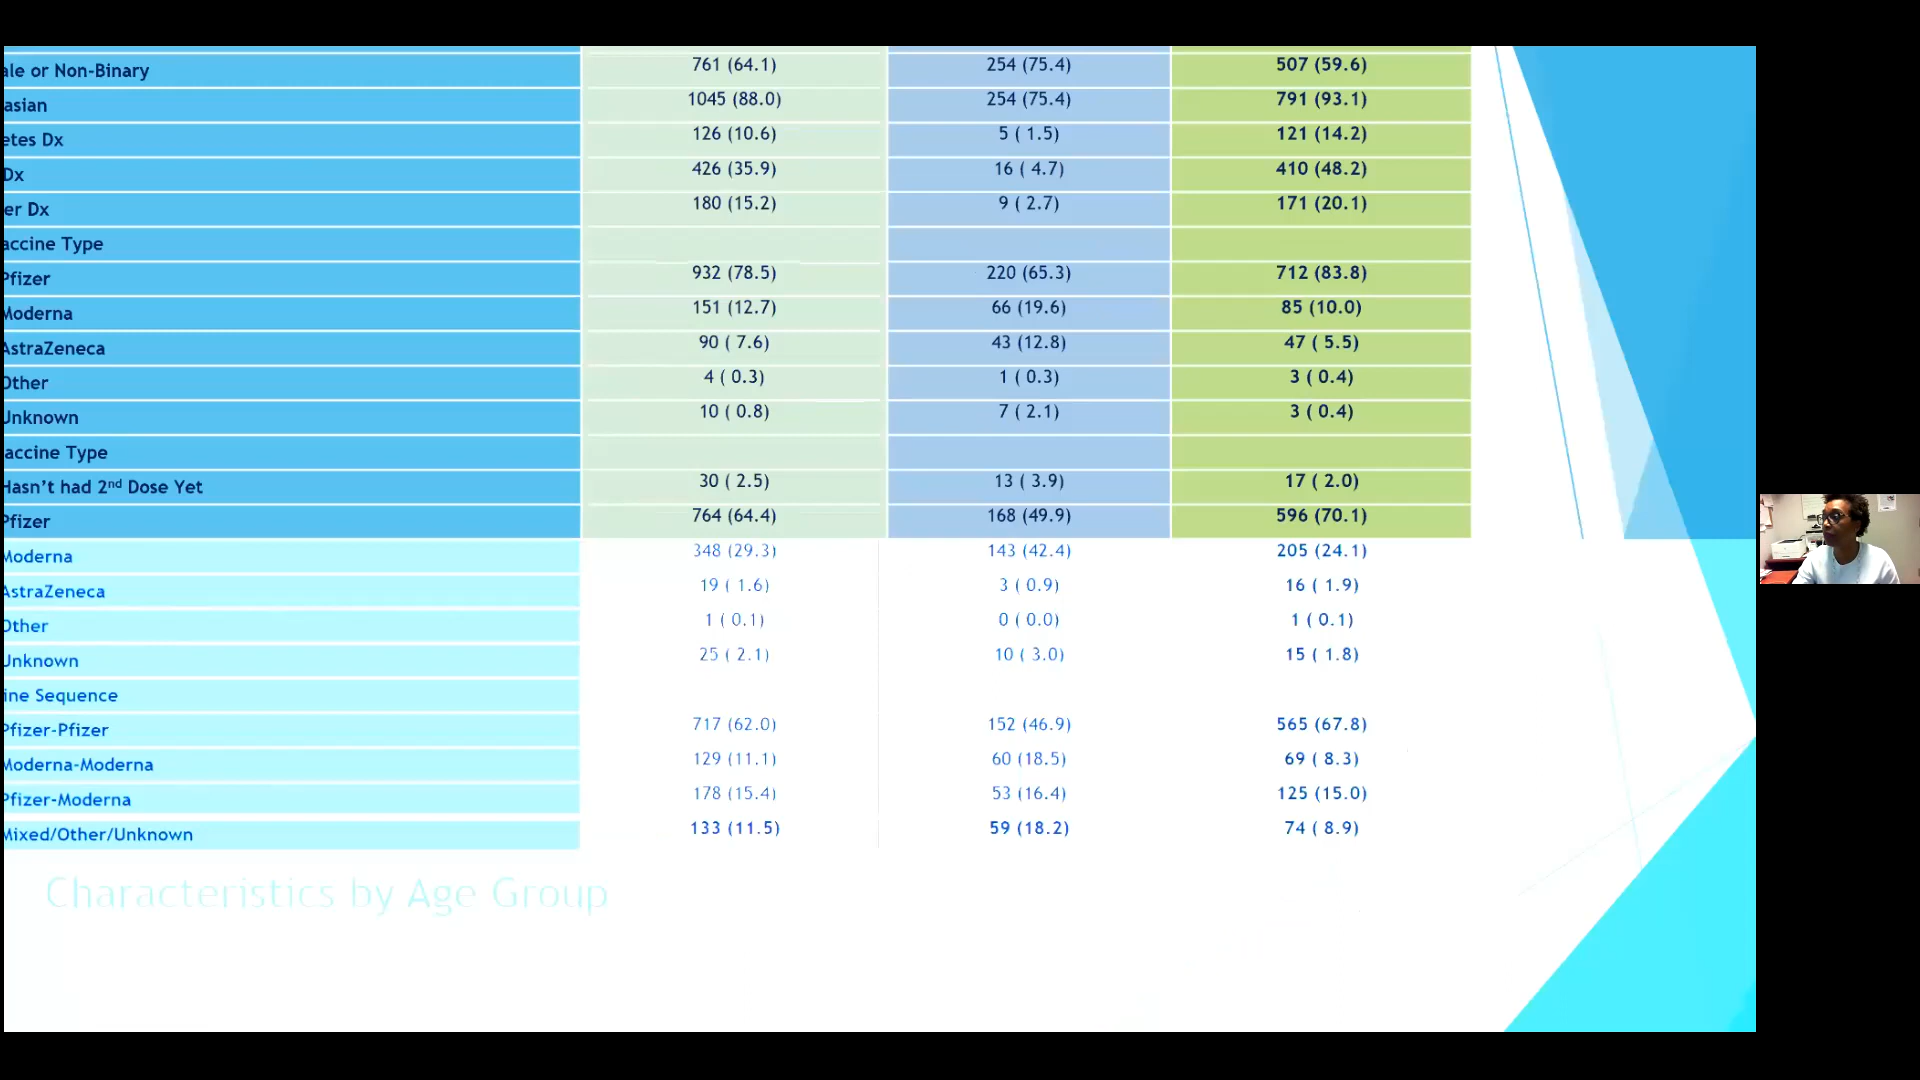 ale or Non-Binary 761 (64.1) 254 (75.4) 507 (59.6)
asian 1045 (88.0) 254 (75.4) 791 (93.1)
etes Dx 126 (10.6) 5 ( 1.5) 121 (14.2)
Dx 426 (35.9) 16 ( 4.7) 410 (48.2)
er Dx 180 (15.2) 9 ( 2.7) 171 (20.1)
accine Type
Pfizer 932 (78.5) 220 (65.3) 712 (83.8)
Moderna 151 (12.7) 66 (19.6) 85 (10.0)
AstraZeneca 90 ( 7.6) 43 (12.8) 47 ( 5.5)
Other 4 ( 0.3) 1 ( 0.3) 3 ( 0.4)
Unknown 10 ( 0.8) 7 ( 2.1) 3 ( 0.4)
accine Type
Hasn't had 2nd Dose Yet 30 ( 2.5) 13 ( 3.9) 17 ( 2.0)
Pfizer 764 (64.4) 168 (49.9) 596 (70.1)
Moderna 348 (29.3) 143 (42.4) 205 (24.1)
AstraZeneca 19 ( 1.6) 3 ( 0.9) 16 ( 1.9)
Other 1 ( 0.1) 0 ( 0.0) 1 ( 0.1)
Unknown 25 ( 2.1) 10 ( 3.0) 15 ( 1.8)
ine Sequence
Pfizer-Pfizer 717 (62.0) 152 (46.9) 565 (67.8)
Moderna-Moderna 129 (11.1) 60 (18.5) 69 ( 8.3)
Pfizer-Moderna 178 (15.4) 53 (16.4) 125 (15.0)
Mixed/Other/Unknown 133 (11.5) 59 (18.2) 74 ( 8.9)
Characteristics by Age Group